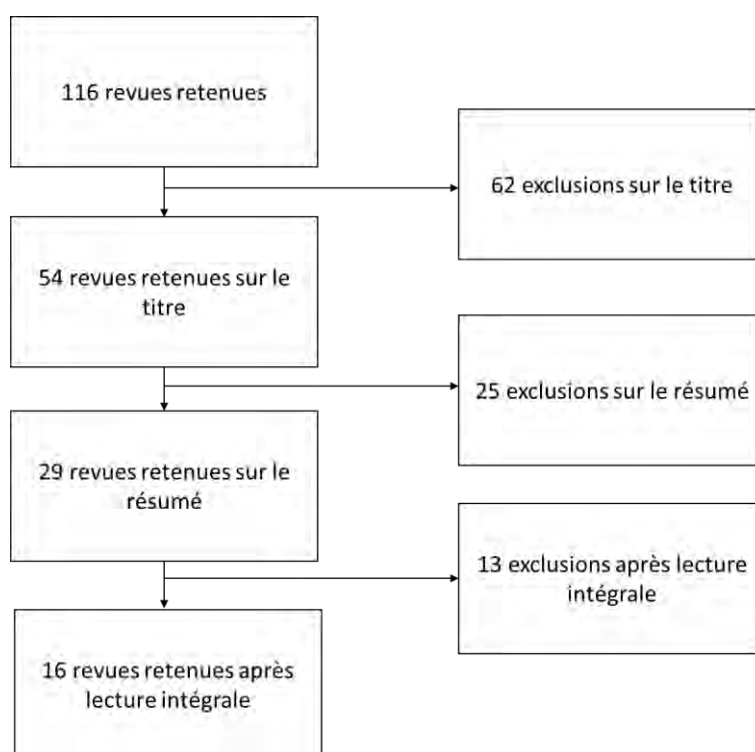 116 revues retenues
62 exclusions sur le titre
54 revues retenues sur le
titre
25 exclusions sur le résumé
29 revues retenues sur le
résumé
13 exclusions après lecture
intégrale
16 revues retenues après
lecture intégrale